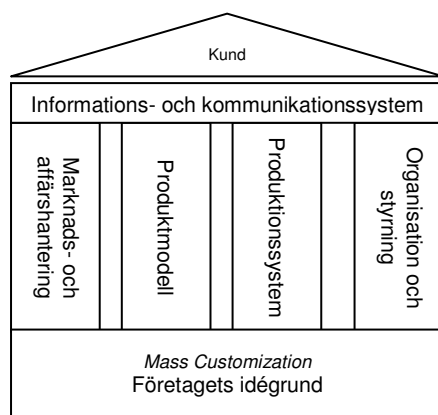 Kund
Informations- och kommunikationssystem
Marknads- och
affärshantering
Produktmodell
Produktionssystem
Organisation och
styrning
Mass Customization
Företagets idégrund